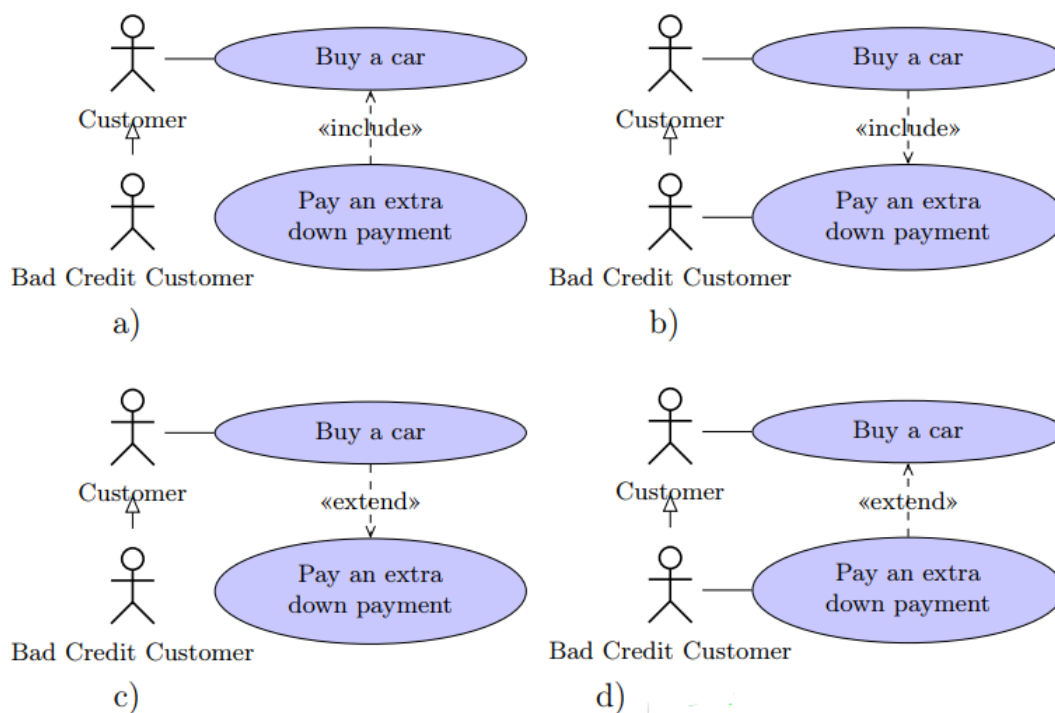 Buy a car
Customer
«include»
Pay an extra
down payment
Bad Credit Customer
a)
Buy a car
Customer
«include»
Pay an extra
down payment
Bad Credit Customer
b)
Buy a car
Customer
«extend»
Pay an extra
down payment
Bad Credit Customer
c)
Buy a car
Customer
«extend»
Pay an extra
down payment
Bad Credit Customer
d)